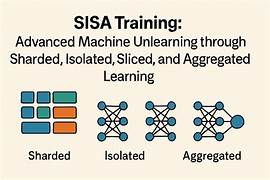 SISA Training:
Advanced Machine Unlearning through
Sharded, Isolated, Sliced, and Aggregated
Learning
Sharded Isolated Aggregated